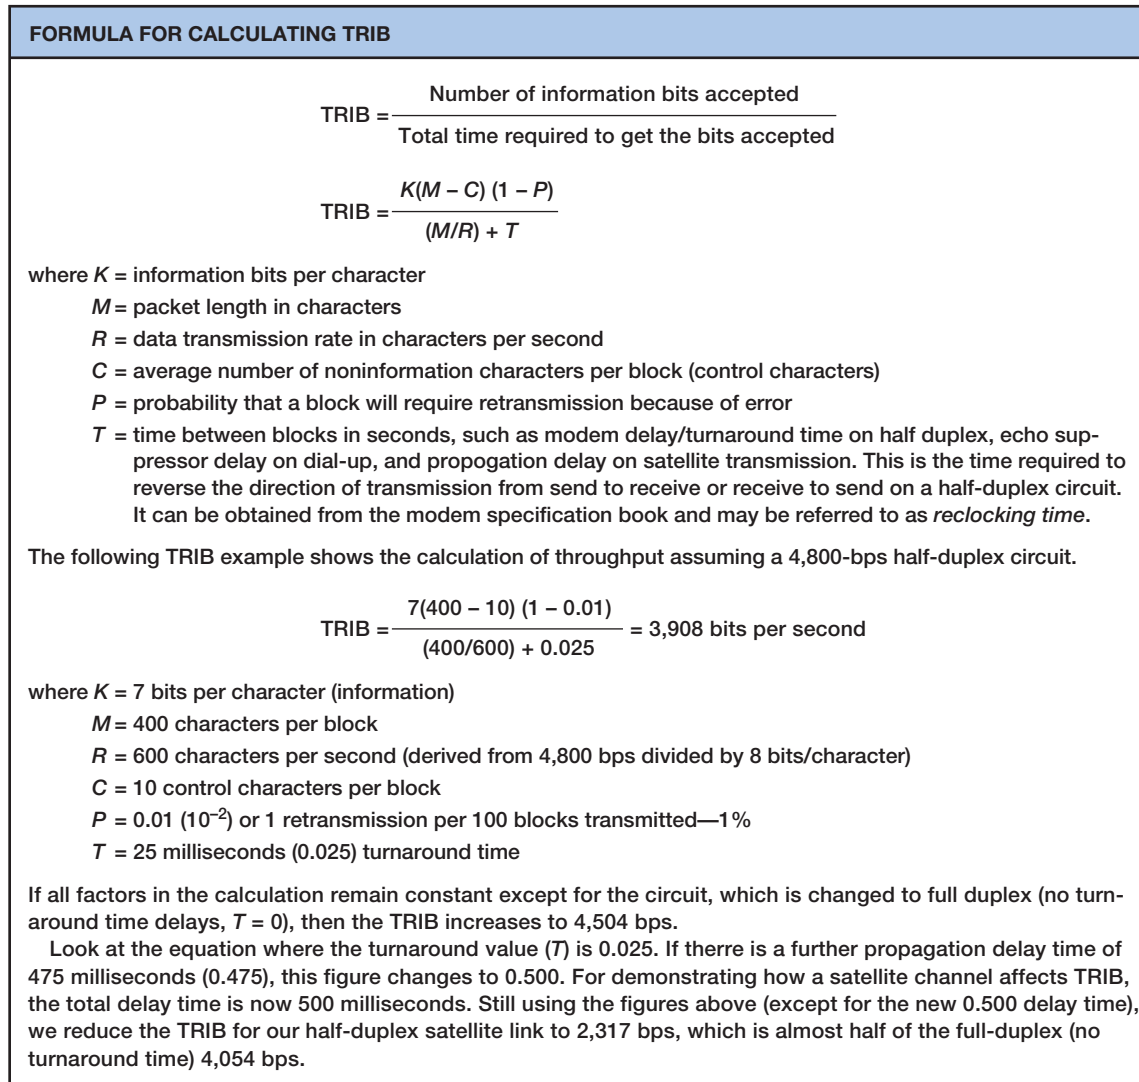 FORMULA FOR CALCULATING TRIB
TRIB = Number of information bits accepted / Total time required to get the bits accepted
TRIB = K(M – C) (1 – P) / (M/R) + T
where K = information bits per character
M = packet length in characters
R = data transmission rate in characters per second
C = average number of noninformation characters per block (control characters)
P = probability that a block will require retransmission because of error
T = time between blocks in seconds, such as modem delay/turnaround time on half duplex, echo sup-
pressor delay on dial-up, and propogation delay on satellite transmission. This is the time required to
reverse the direction of transmission from send to receive or receive to send on a half-duplex circuit.
It can be obtained from the modem specification book and may be referred to as reclocking time.
The following TRIB example shows the calculation of throughput assuming a 4,800-bps half-duplex circuit.
TRIB = 7(400 – 10) (1 – 0.01) / (400/600) + 0.025 = 3,908 bits per second
where K = 7 bits per character (information)
M = 400 characters per block
R = 600 characters per second (derived from 4,800 bps divided by 8 bits/character)
C = 10 control characters per block
P = 0.01 (10⁻²) or 1 retransmission per 100 blocks transmitted—1%
T = 25 milliseconds (0.025) turnaround time
If all factors in the calculation remain constant except for the circuit, which is changed to full duplex (no turn-
around time delays, T = 0), then the TRIB increases to 4,504 bps.
Look at the equation where the turnaround value (T) is 0.025. If therre is a further propagation delay time of
475 milliseconds (0.475), this figure changes to 0.500. For demonstrating how a satellite channel affects TRIB,
the total delay time is now 500 milliseconds. Still using the figures above (except for the new 0.500 delay time),
we reduce the TRIB for our half-duplex satellite link to 2,317 bps, which is almost half of the full-duplex (no
turnaround time) 4,054 bps.